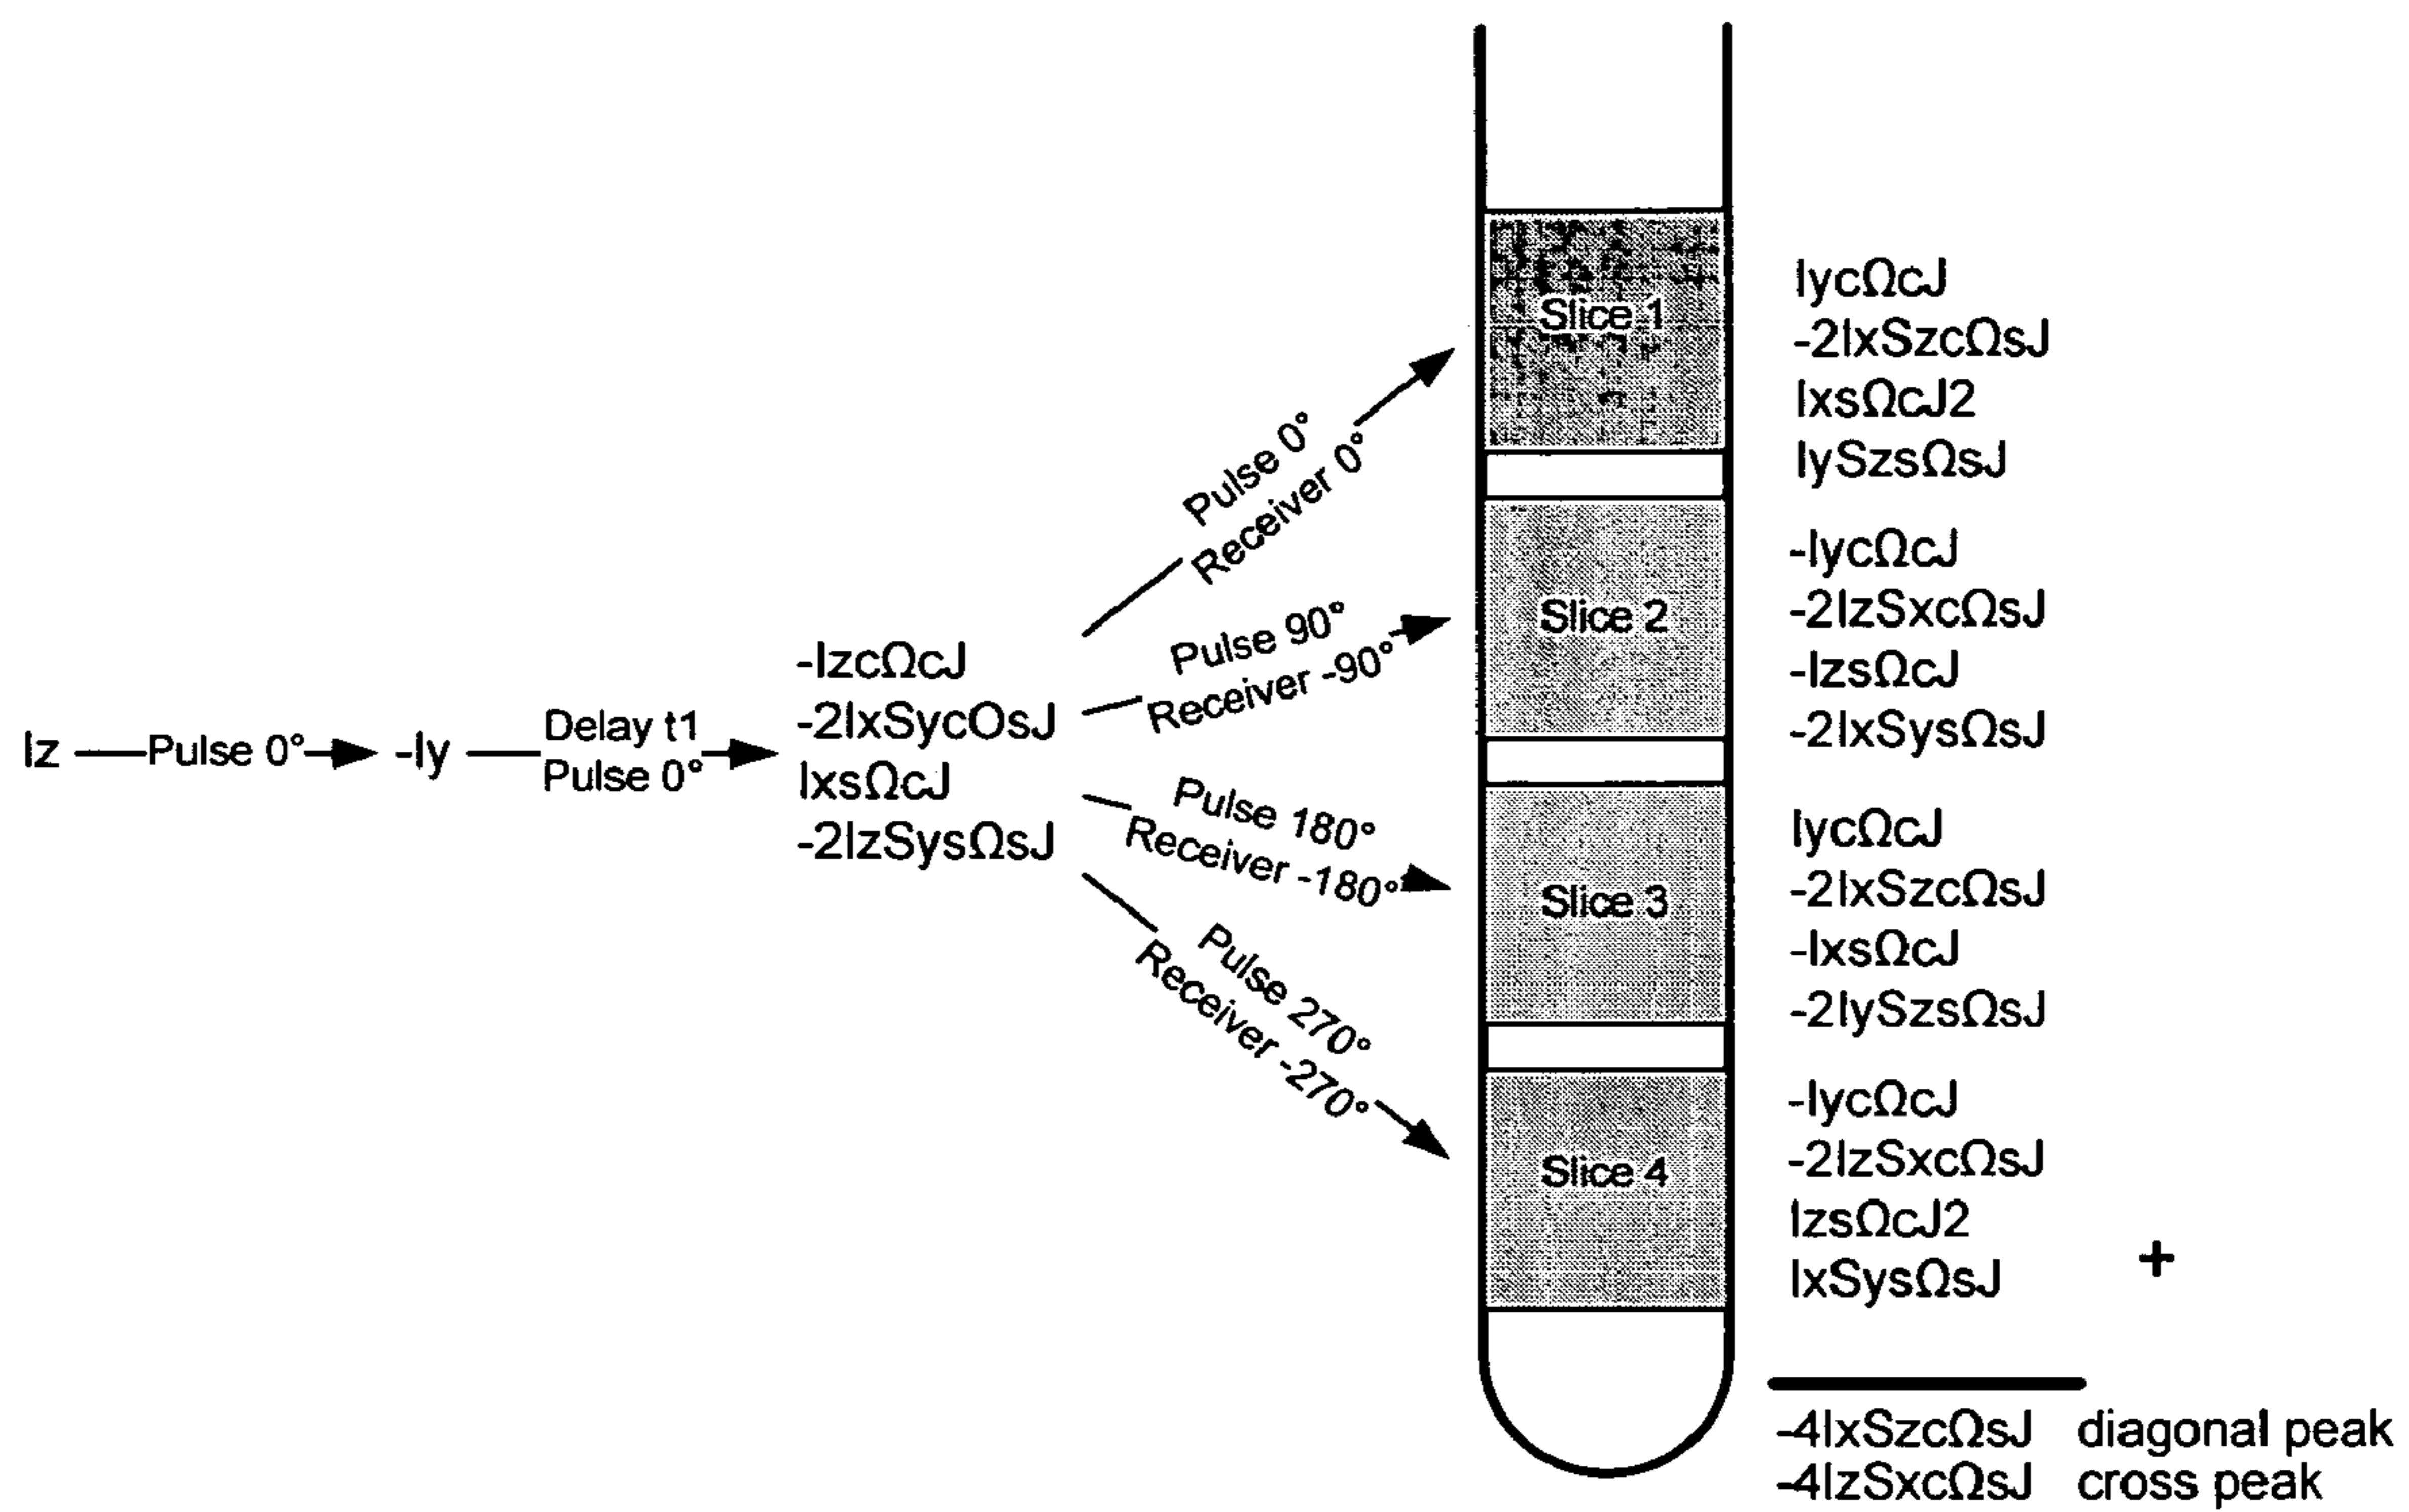 Iz
Pulse 0°
-Iy
Delay t1
Pulse 0°
-IzcΩcJ
-2IxSycOsJ
IxsΩcJ
-2IzSysΩsJ
Pulse 0°
Receiver 0°
Pulse 90°
Receiver -90°
Pulse 180°
Receiver -180°
Pulse 270°
Receiver -270°
Slice 1
IycΩcJ
-2IxSzcΩsJ
IxsΩcJ2
IySzsΩsJ
Slice 2
-IycΩcJ
-2IzSxcΩsJ
-IzsΩcJ
-2IxSysΩsJ
Slice 3
IycΩcJ
-2IxSzcΩsJ
-IxsΩcJ
-2IySzsΩsJ
Slice 4
-IycΩcJ
-2IzSxcΩsJ
IzsΩcJ2
IxSysΩsJ
+
-4IxSzcΩsJ diagonal peak
-4IzSxcΩsJ cross peak